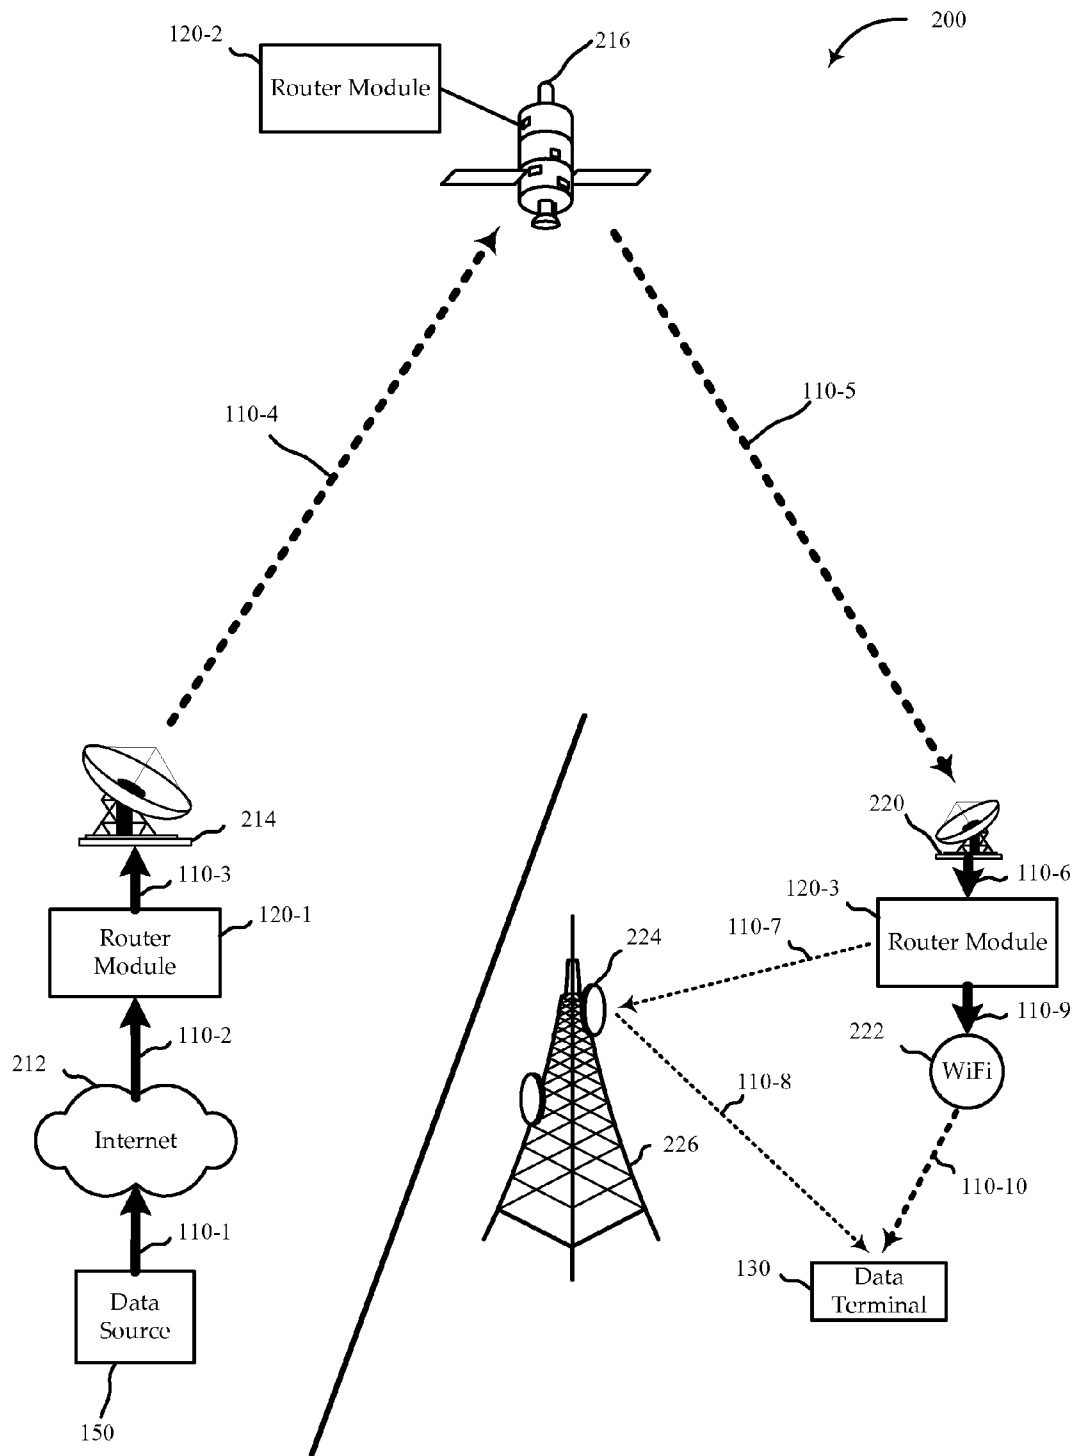 200
120-2
216
Router Module
110-4
110-5
214
220
110-3
110-6
120-1
120-3
Router
Module
110-7
224
Router Module
110-2
110-9
212
222
WiFi
Internet
110-8
226
110-10
110-1
130
Data
Terminal
Data
Source
150